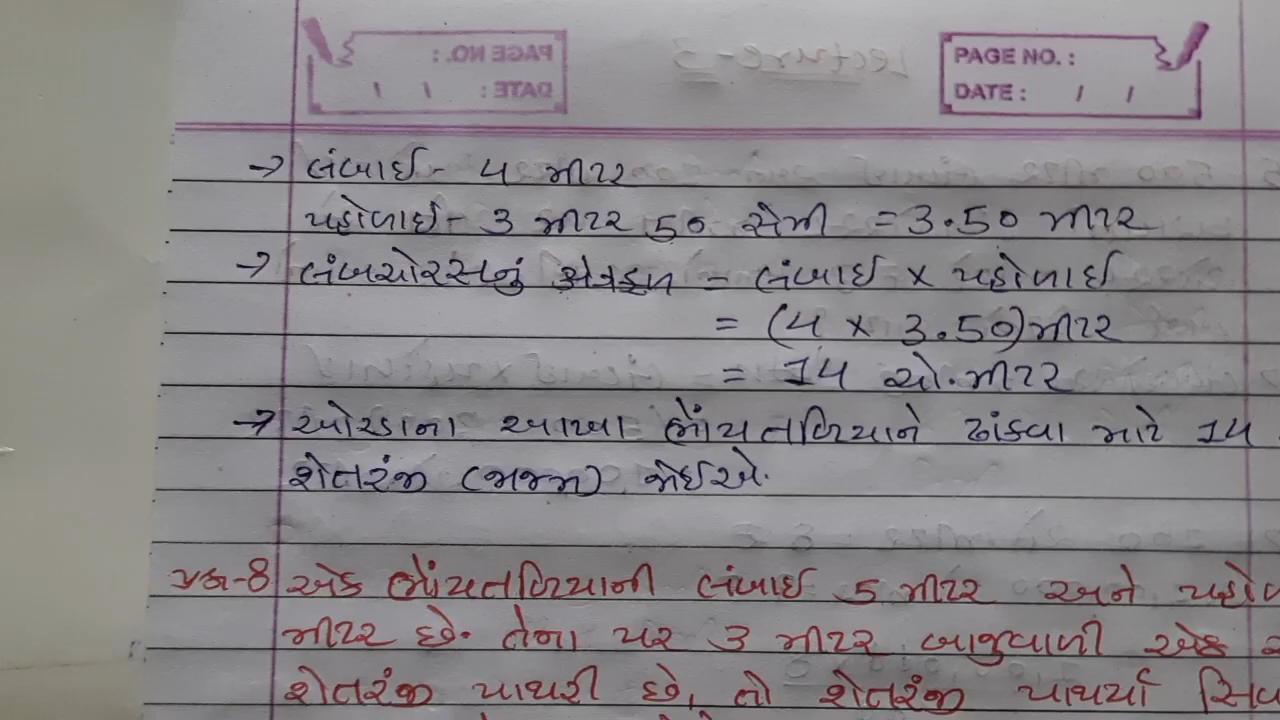 PAGE NO. :
DATE : / /
→ લંબાઈ - 4 મીટર
પહોળાઈ - 3 મીટર 50 સેમી = 3.50 મીટર
→ લંબચોરસનું ક્ષેત્રફળ = લંબાઈ × પહોળાઈ
= (4 × 3.50) મીટર
= 14 ચો. મીટર
→ ઓરડાના આખા ભોંયતળિયાને ઢાંકવા માટે 14
શેતરંજી (જાજમ) જોઈએ.
પ્રશ્ન-8 એક ભોંયતળિયાની લંબાઈ 5 મીટર અને
મીટર છે. તેના પર 3 મીટર બાજુવાળી એક
શેતરંજી પાથરી છે, તો શેતરંજી પાથર્યા